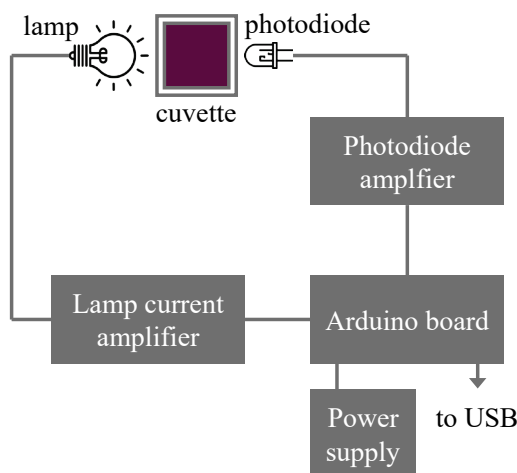 lamp
photodiode
cuvette
Photodiode
amplfier
Lamp current
amplifier
Arduino board
Power
supply
to USB